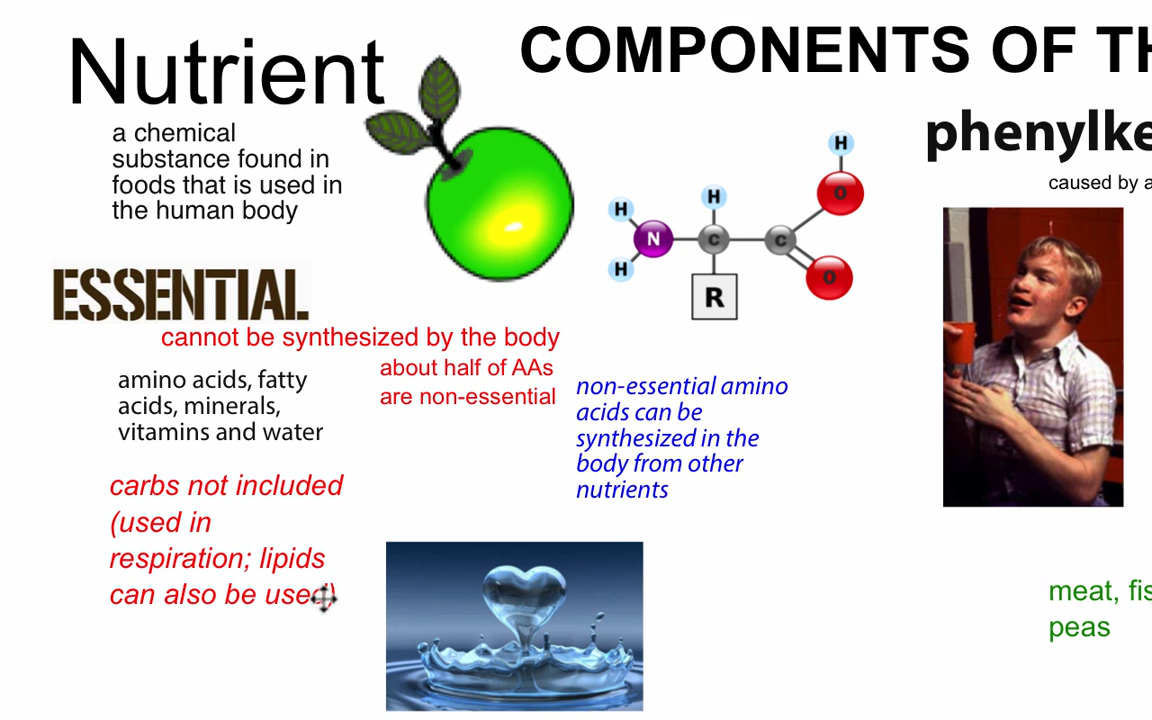 Nutrient
a chemical
substance found in
foods that is used in
the human body
ESSENTIAL
cannot be synthesized by the body
amino acids, fatty
acids, minerals,
vitamins and water
about half of AAs
are non-essential
carbs not included
(used in
respiration; lipids
can also be used)
COMPONENTS OF TH
H
H
N
H
C
R
C
O
H
O
non-essential amino
acids can be
synthesized in the
body from other
nutrients
phenylke
caused by a
meat, fis
peas